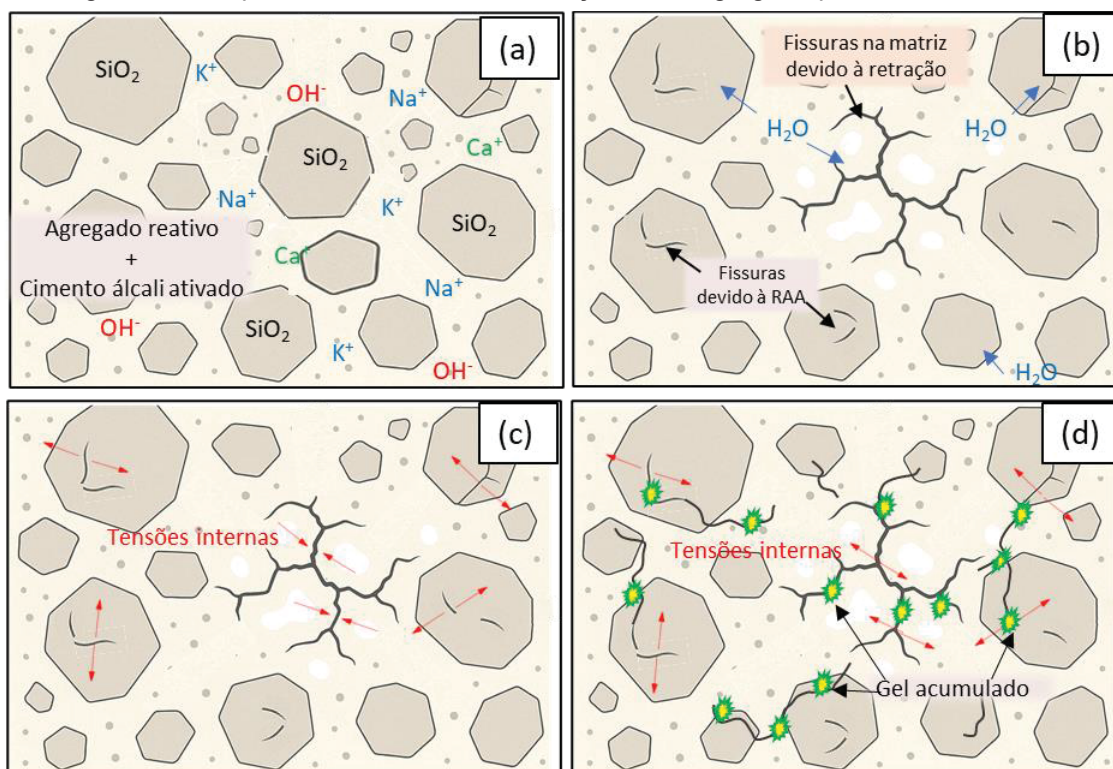 (a)
SiO₂
K⁺
OH⁻
Na⁺
SiO₂
Ca⁺
Na⁺
K⁺
SiO₂
Agregado reativo
+
Cimento álcali ativado
Ca⁺
Na⁺
OH⁻
SiO₂
K⁺
OH⁻
(b)
Fissuras na matriz
devido à retração
H₂O
H₂O
Fissuras
devido à RAA
H₂O
(c)
Tensões internas
(d)
Tensões internas
Gel acumulado